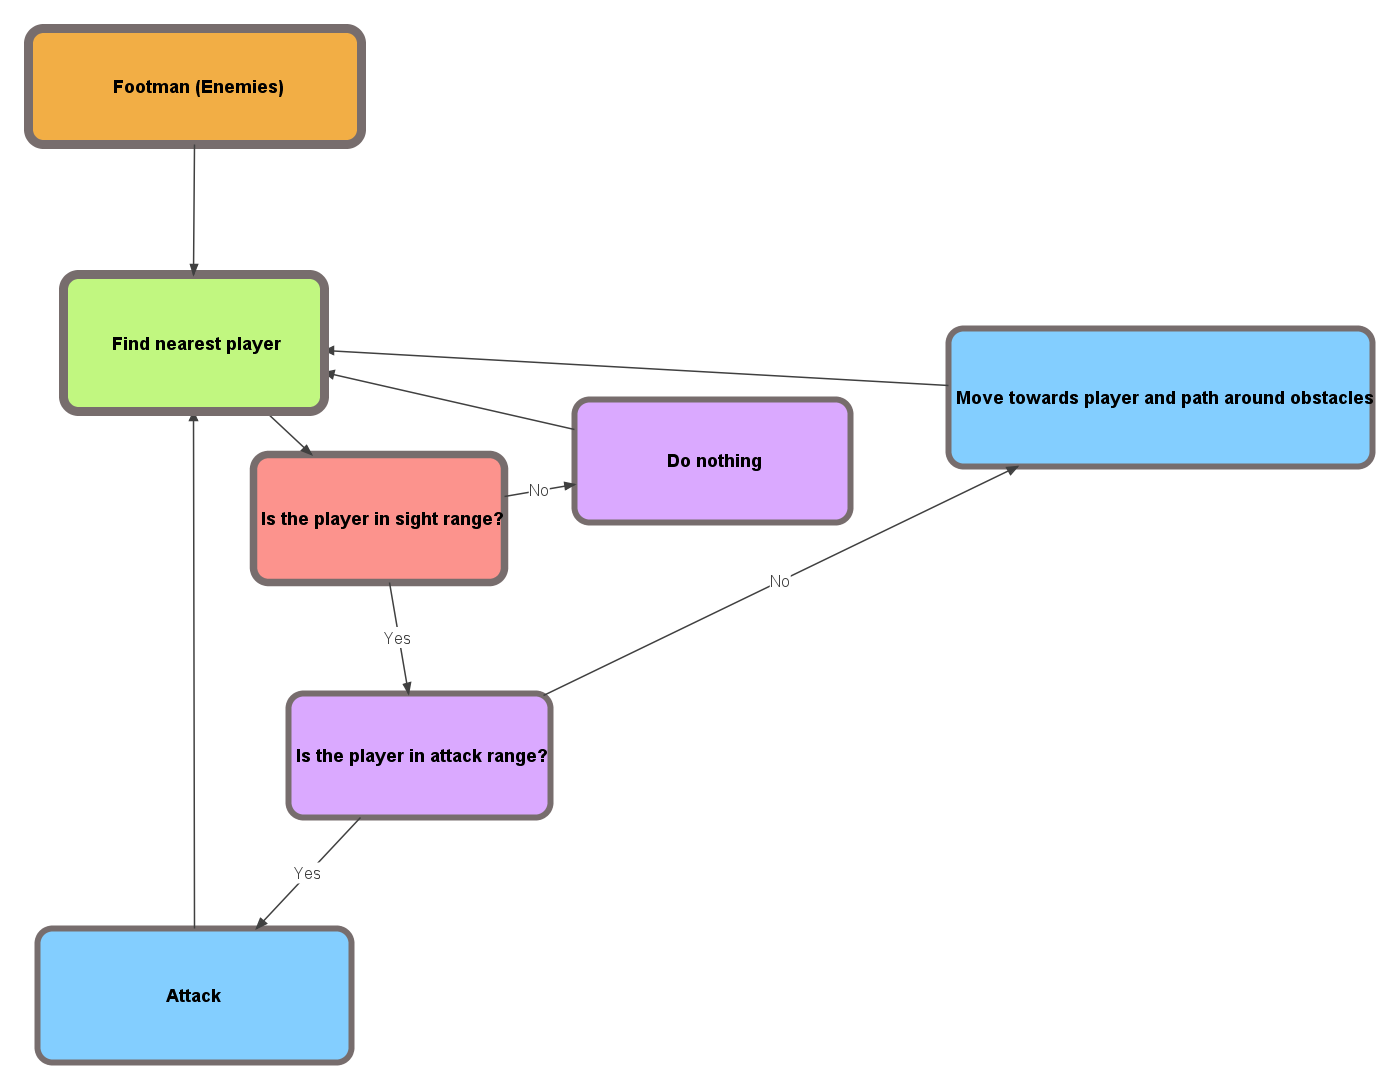 Footman (Enemies)
Find nearest player
Move towards player and path around obstacles
Do nothing
No
Is the player in sight range?
No
Yes
Is the player in attack range?
Yes
Attack